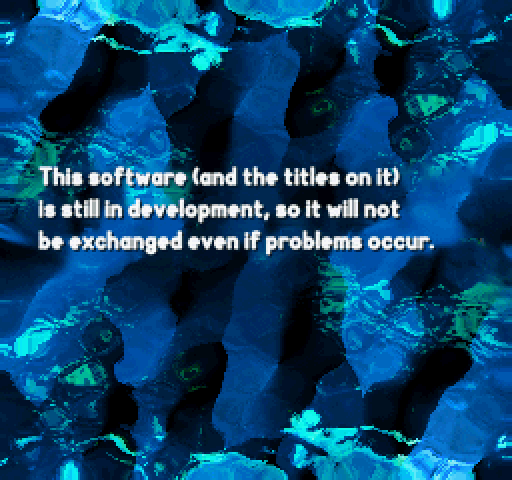 This software (and the titles on it)
is still in development, so it will not
be exchanged even if problems occur.